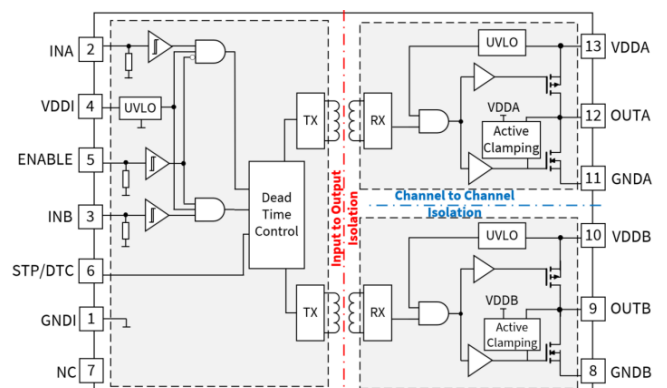 INA 2
VDDI 4
UVLO
ENABLE 5
INB 3
STP/DTC 6
GNDI 1
NC 7
Dead
Time
Control
TX
TX
Input to Output
Isolation
RX
UVLO
VDDA
Active
Clamping
13 VDDA
12 OUTA
11 GNDA
Channel to Channel
Isolation
RX
UVLO
VDDB
Active
Clamping
10 VDDB
9 OUTB
8 GNDB